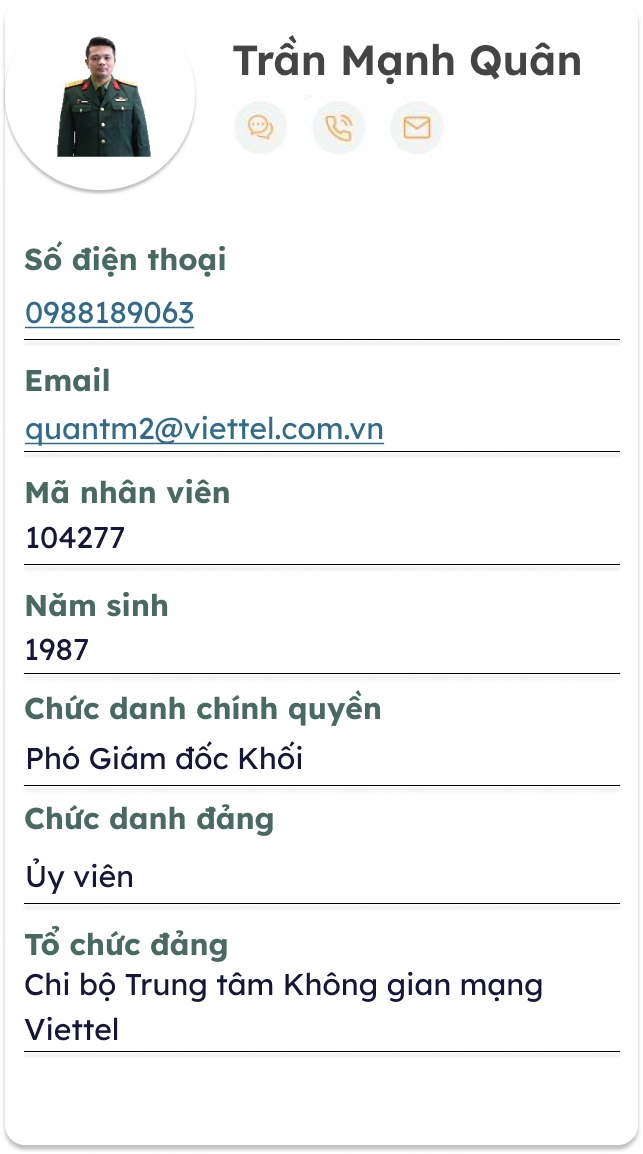 Trần Mạnh Quân
Số điện thoại
0988189063
Email
quantm2@viettel.com.vn
Mã nhân viên
104277
Năm sinh
1987
Chức danh chính quyền
Phó Giám đốc Khối
Chức danh đảng
Ủy viên
Tổ chức đảng
Chi bộ Trung tâm Không gian mạng
Viettel